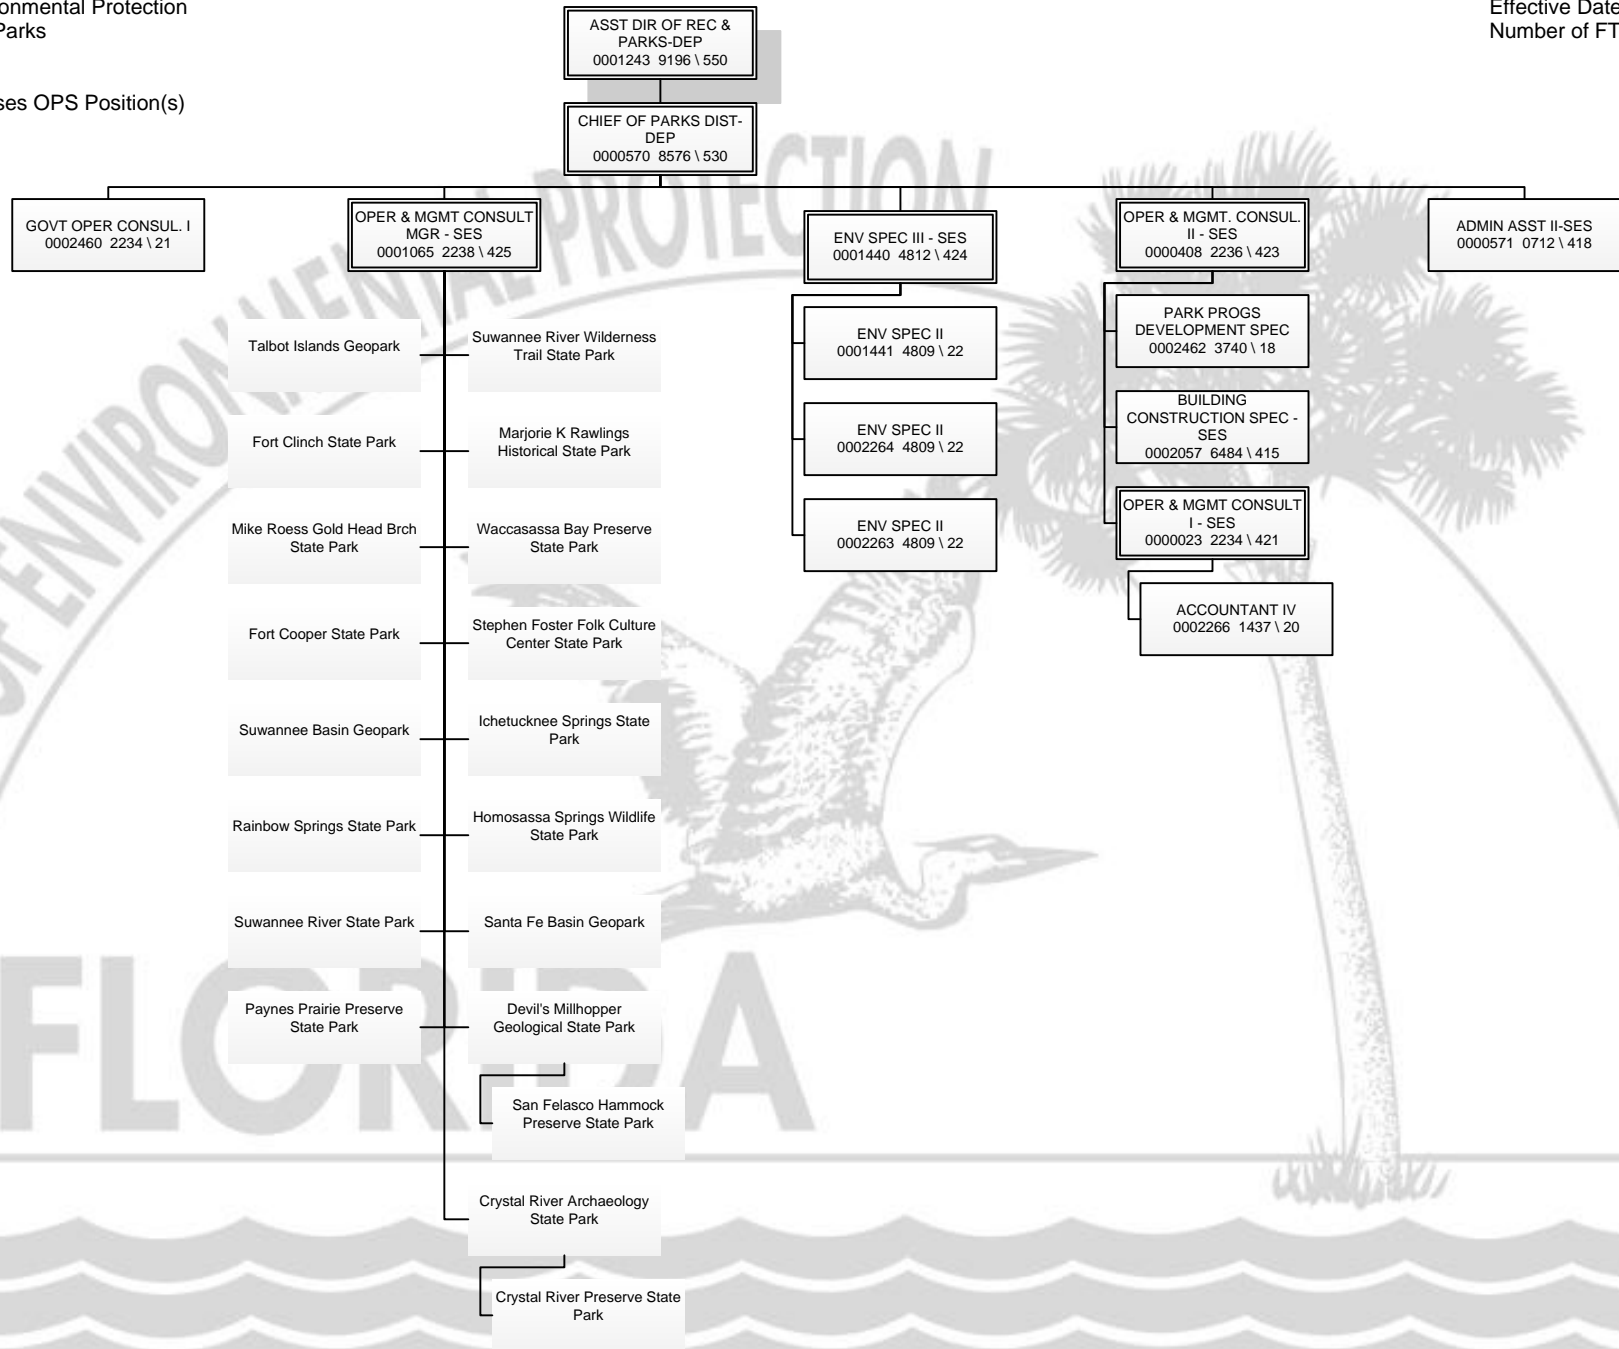 onmental Protection
Parks
ses OPS Position(s)
Effective Date
Number of FT
ASST DIR OF REC &
PARKS-DEP
0001243 9196 \ 550
CHIEF OF PARKS DIST-
DEP
0000570 8576 \ 530
GOVT OPER CONSUL. I
0002460 2234 \ 21
OPER & MGMT CONSULT
MGR - SES
0001065 2238 \ 425
ENV SPEC III - SES
0001440 4812 \ 424
OPER & MGMT. CONSUL.
II - SES
0000408 2236 \ 423
ADMIN ASST II-SES
0000571 0712 \ 418
Talbot Islands Geopark
Suwannee River Wilderness
Trail State Park
Fort Clinch State Park
Marjorie K Rawlings
Historical State Park
Mike Roess Gold Head Brch
State Park
Waccasassa Bay Preserve
State Park
Fort Cooper State Park
Stephen Foster Folk Culture
Center State Park
Suwannee Basin Geopark
Ichetucknee Springs State
Park
Rainbow Springs State Park
Homosassa Springs Wildlife
State Park
Suwannee River State Park
Santa Fe Basin Geopark
Paynes Prairie Preserve
State Park
Devil's Millhopper
Geological State Park
San Felasco Hammock
Preserve State Park
Crystal River Archaeology
State Park
Crystal River Preserve State
Park
ENV SPEC II
0001441 4809 \ 22
ENV SPEC II
0002264 4809 \ 22
ENV SPEC II
0002263 4809 \ 22
PARK PROGS
DEVELOPMENT SPEC
0002462 3740 \ 18
BUILDING
CONSTRUCTION SPEC -
SES
0002057 6484 \ 415
OPER & MGMT CONSULT
I - SES
0000023 2234 \ 421
ACCOUNTANT IV
0002266 1437 \ 20
OF ENVIRONMENTAL PROTECTION
FLORIDA